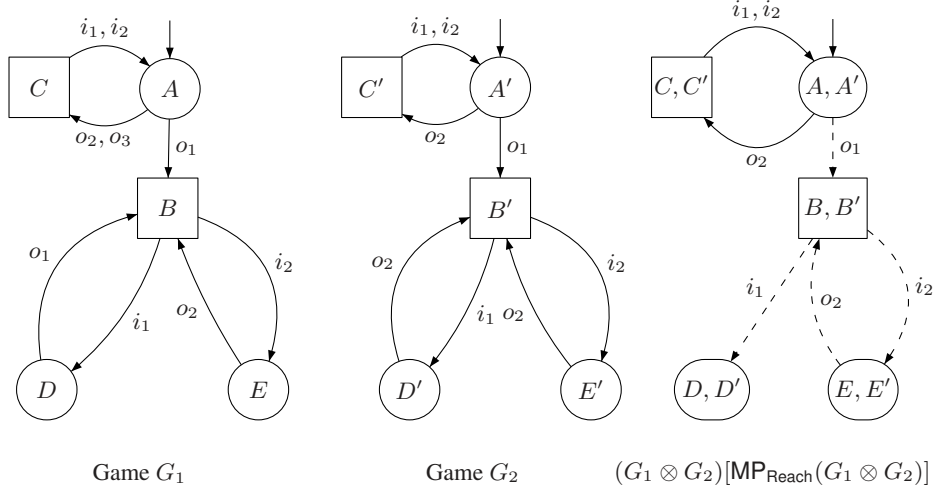 i₁, i₂
C
A
o₂, o₃
o₁
B
o₁
i₁
o₂
i₂
D
E
Game G₁
i₁, i₂
C′
A′
o₂
o₁
B′
o₂
i₁
o₂
i₂
D′
E′
Game G₂
i₁, i₂
C, C′
A, A′
o₂
o₁
B, B′
i₁
o₂
i₂
D, D′
E, E′
(G₁ ⊗ G₂)[MP_Reach(G₁ ⊗ G₂)]